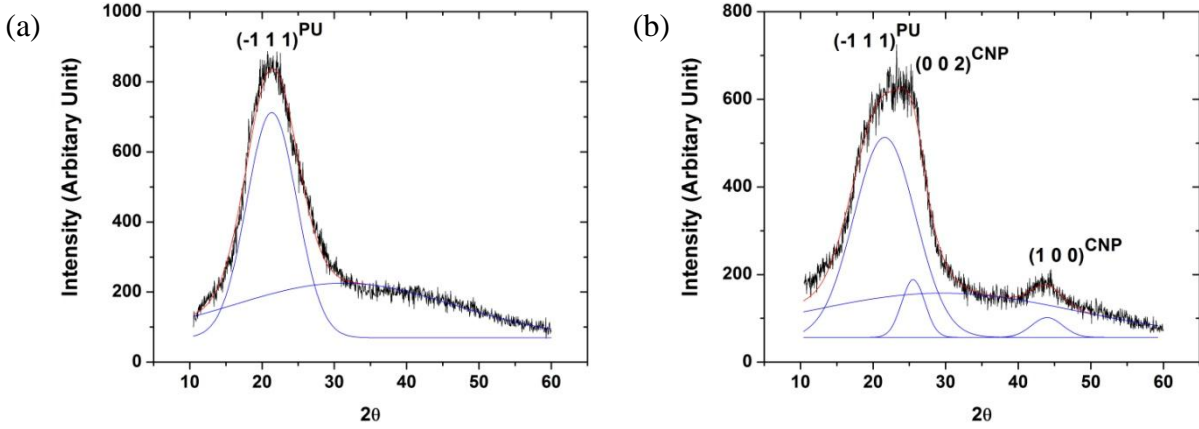 (a)
(-1 1 1)PU
Intensity (Arbitary Unit)
1000
800
600
400
200
0
10 20 30 40 50 60
2θ
(b)
(-1 1 1)PU
(0 0 2)CNP
(1 0 0)CNP
Intensity (Arbitary Unit)
800
600
400
200
0
10 20 30 40 50 60
2θ